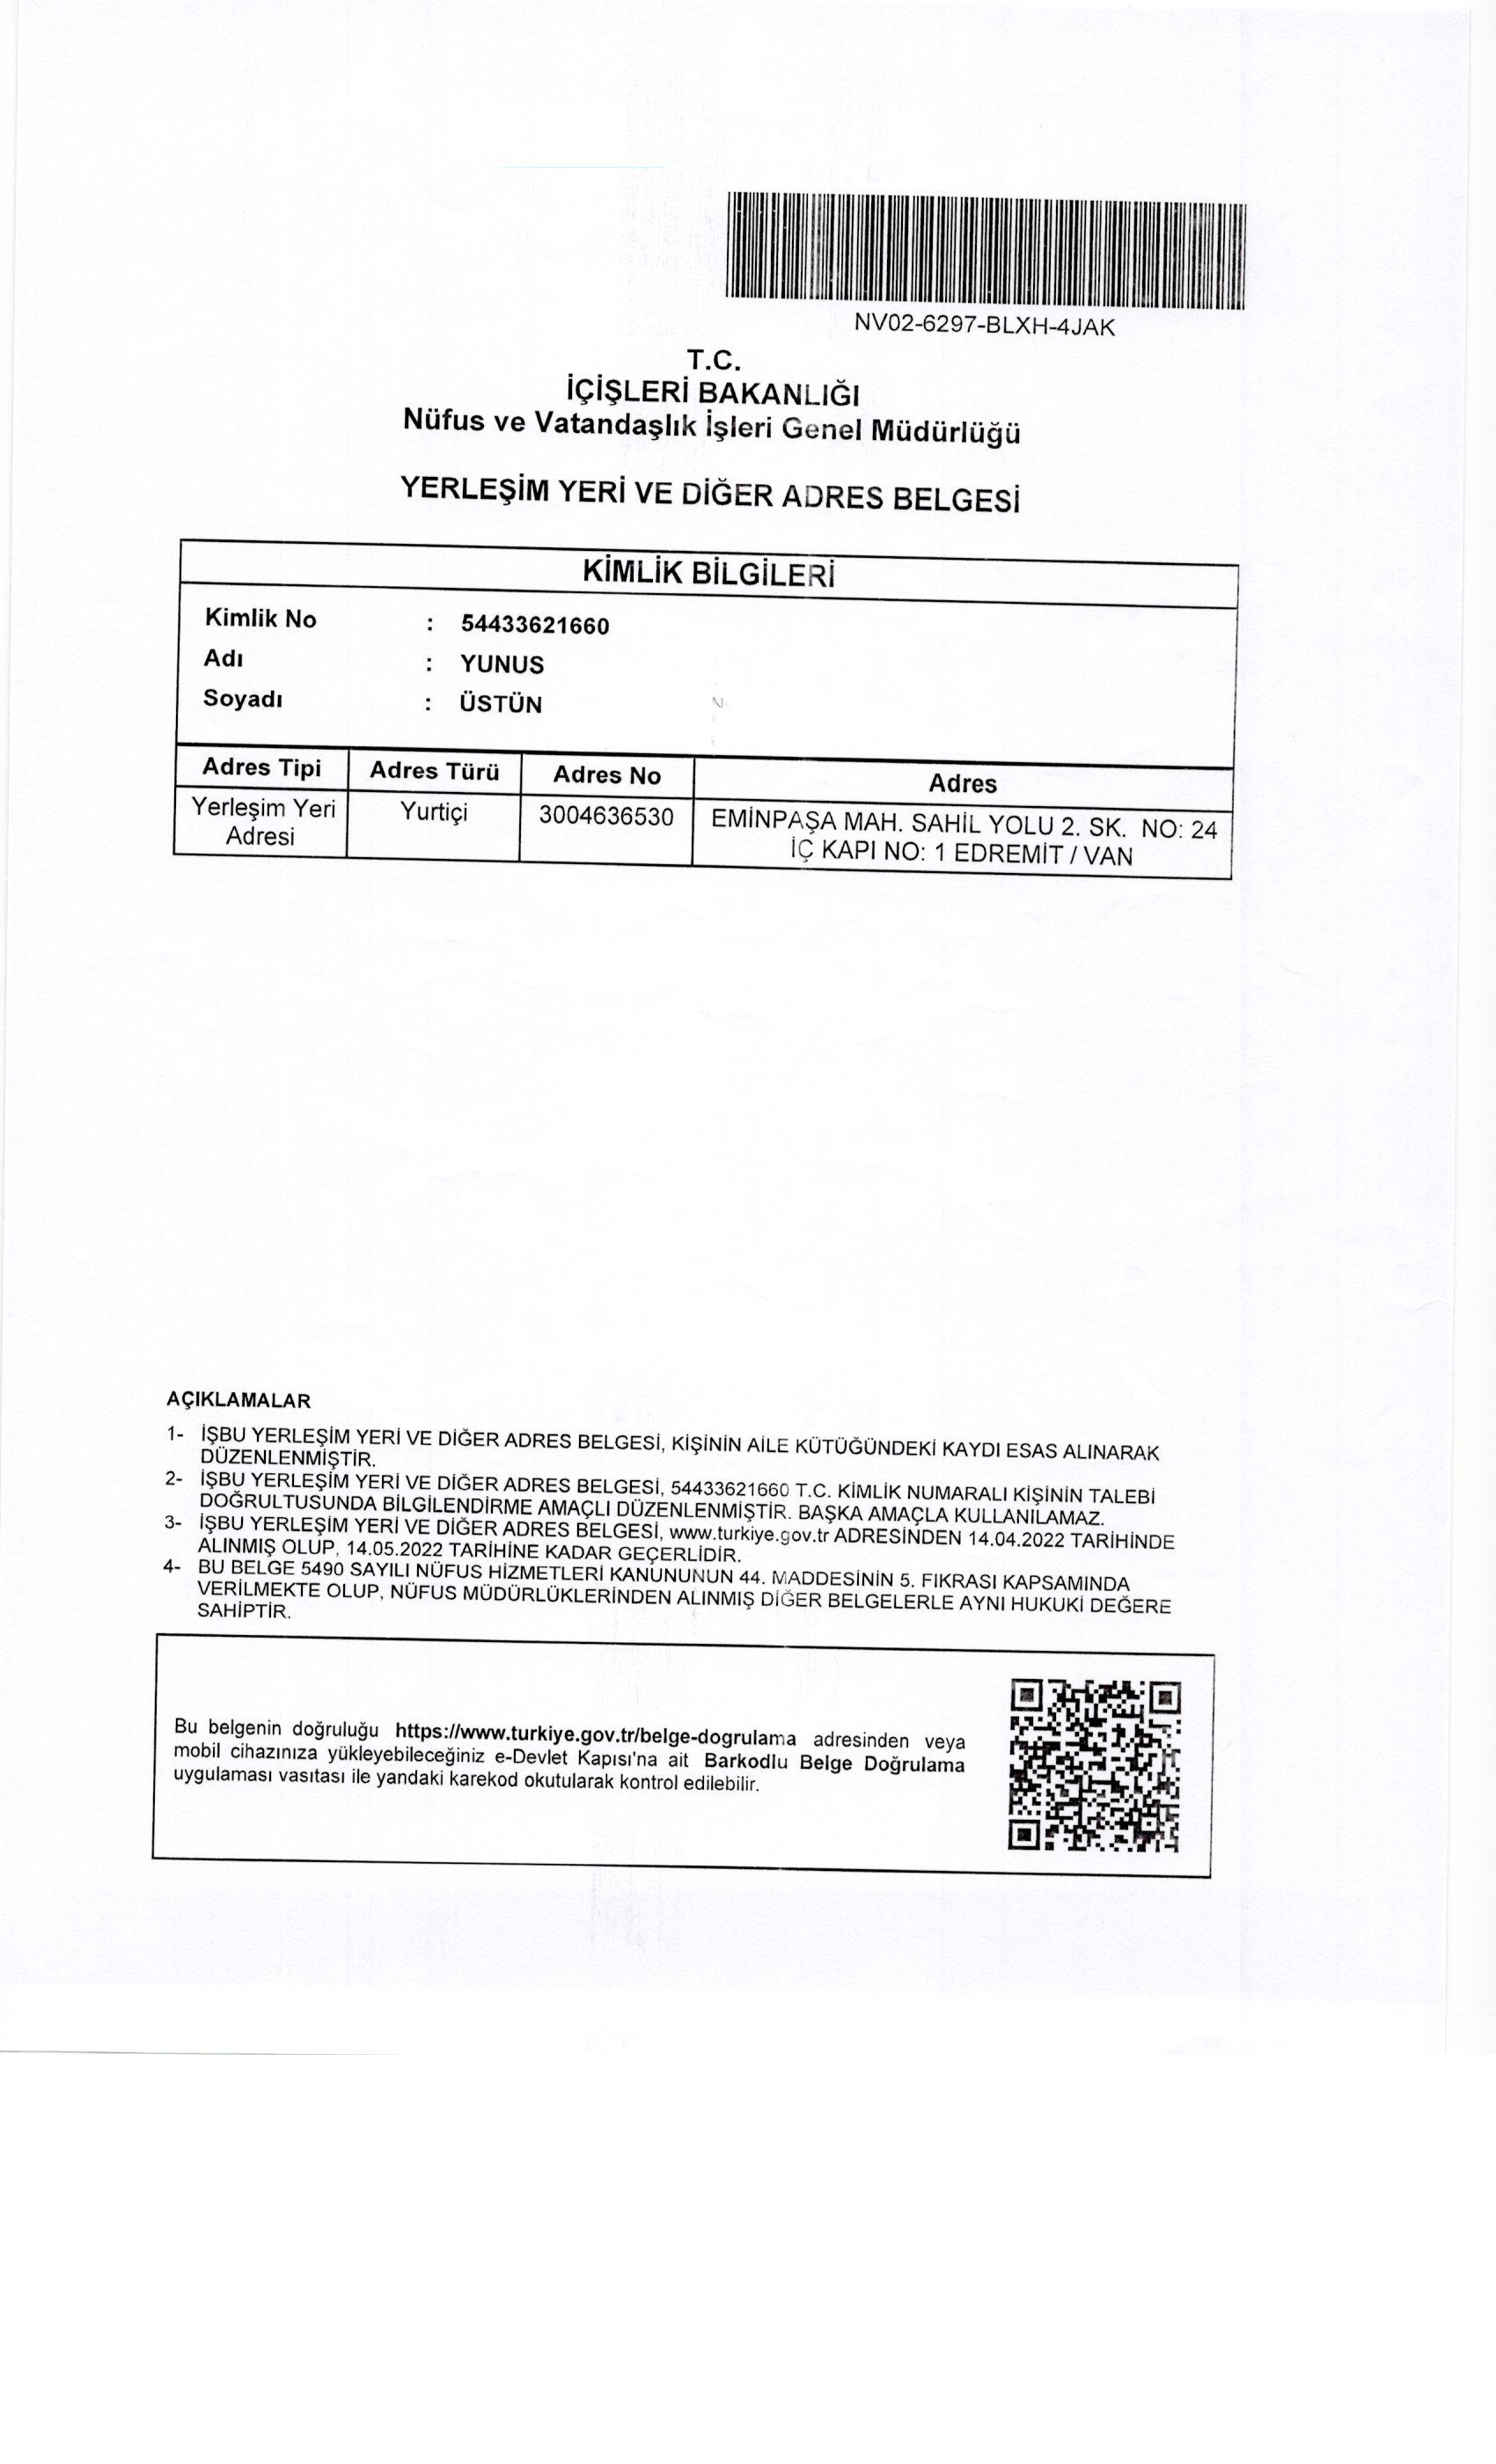 NV02-6297-BLXH-4JAK
T.C.
İÇİŞLERİ BAKANLIĞI
Nüfus ve Vatandaşlık İşleri Genel Müdürlüğü
YERLEŞİM YERİ VE DİĞER ADRES BELGESİ
KİMLİK BİLGİLERİ
Kimlik No : 54433621660
Adı : YUNUS
Soyadı : ÜSTÜN
Adres Tipi Adres Türü Adres No Adres
Yerleşim Yeri Yurtiçi 3004636530 EMİNPAŞA MAH. SAHİL YOLU 2. SK. NO: 24
Adresi İÇ KAPI NO: 1 EDREMİT / VAN
AÇIKLAMALAR
1- İŞBU YERLEŞİM YERİ VE DİĞER ADRES BELGESİ, KİŞİNİN AİLE KÜTÜĞÜNDEKİ KAYDI ESAS ALINARAK
DÜZENLENMİŞTİR.
2- İŞBU YERLEŞİM YERİ VE DİĞER ADRES BELGESİ, 54433621660 T.C. KİMLİK NUMARALI KİŞİNİN TALEBİ
DOĞRULTUSUNDA BİLGİLENDİRME AMAÇLI DÜZENLENMİŞTİR. BAŞKA AMAÇLA KULLANILAMAZ.
3- İŞBU YERLEŞİM YERİ VE DİĞER ADRES BELGESİ, www.turkiye.gov.tr ADRESİNDEN 14.04.2022 TARİHİNDE
ALINMIŞ OLUP, 14.05.2022 TARİHİNE KADAR GEÇERLİDİR.
4- BU BELGE 5490 SAYILI NÜFUS HİZMETLERİ KANUNUNUN 44. MADDESİNİN 5. FIKRASI KAPSAMINDA
VERİLMEKTE OLUP, NÜFUS MÜDÜRLÜKLERİNDEN ALINMIŞ DİĞER BELGELERLE AYNI HUKUKİ DEĞERE
SAHİPTİR.
Bu belgenin doğruluğu https://www.turkiye.gov.tr/belge-dogrulama adresinden veya
mobil cihazınıza yükleyebileceğiniz e-Devlet Kapısı'na ait Barkodlu Belge Doğrulama
uygulaması vasıtası ile yandaki karekod okutularak kontrol edilebilir.